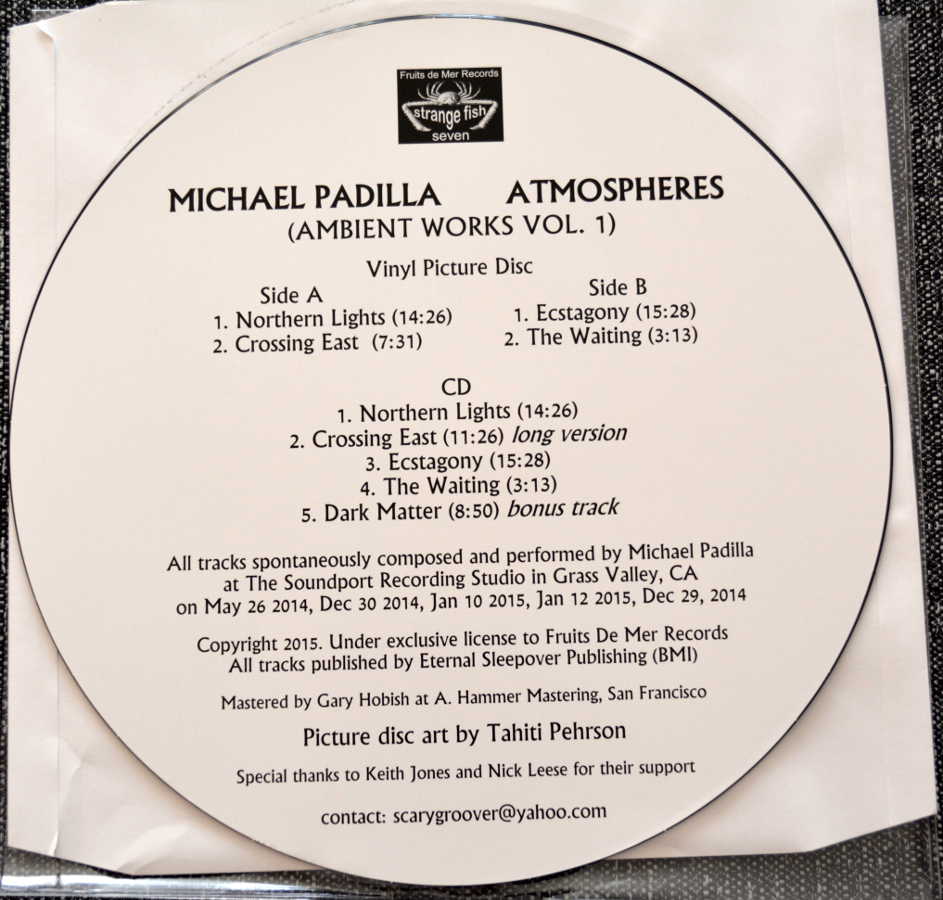 Fruits de Mer Records
strange fish
seven
MICHAEL PADILLA ATMOSPHERES
(AMBIENT WORKS VOL. 1)
Vinyl Picture Disc
Side A
1. Northern Lights (14:26)
2. Crossing East (7:31)
Side B
1. Ecstagony (15:28)
2. The Waiting (3:13)
CD
1. Northern Lights (14:26)
2. Crossing East (11:26) long version
3. Ecstagony (15:28)
4. The Waiting (3:13)
5. Dark Matter (8:50) bonus track
All tracks spontaneously composed and performed by Michael Padilla
at The Soundport Recording Studio in Grass Valley, CA
on May 26 2014, Dec 30 2014, Jan 10 2015, Jan 12 2015, Dec 29, 2014
Copyright 2015. Under exclusive license to Fruits De Mer Records
All tracks published by Eternal Sleepover Publishing (BMI)
Mastered by Gary Hobish at A. Hammer Mastering, San Francisco
Picture disc art by Tahiti Pehrson
Special thanks to Keith Jones and Nick Leese for their support
contact: scarygroover@yahoo.com